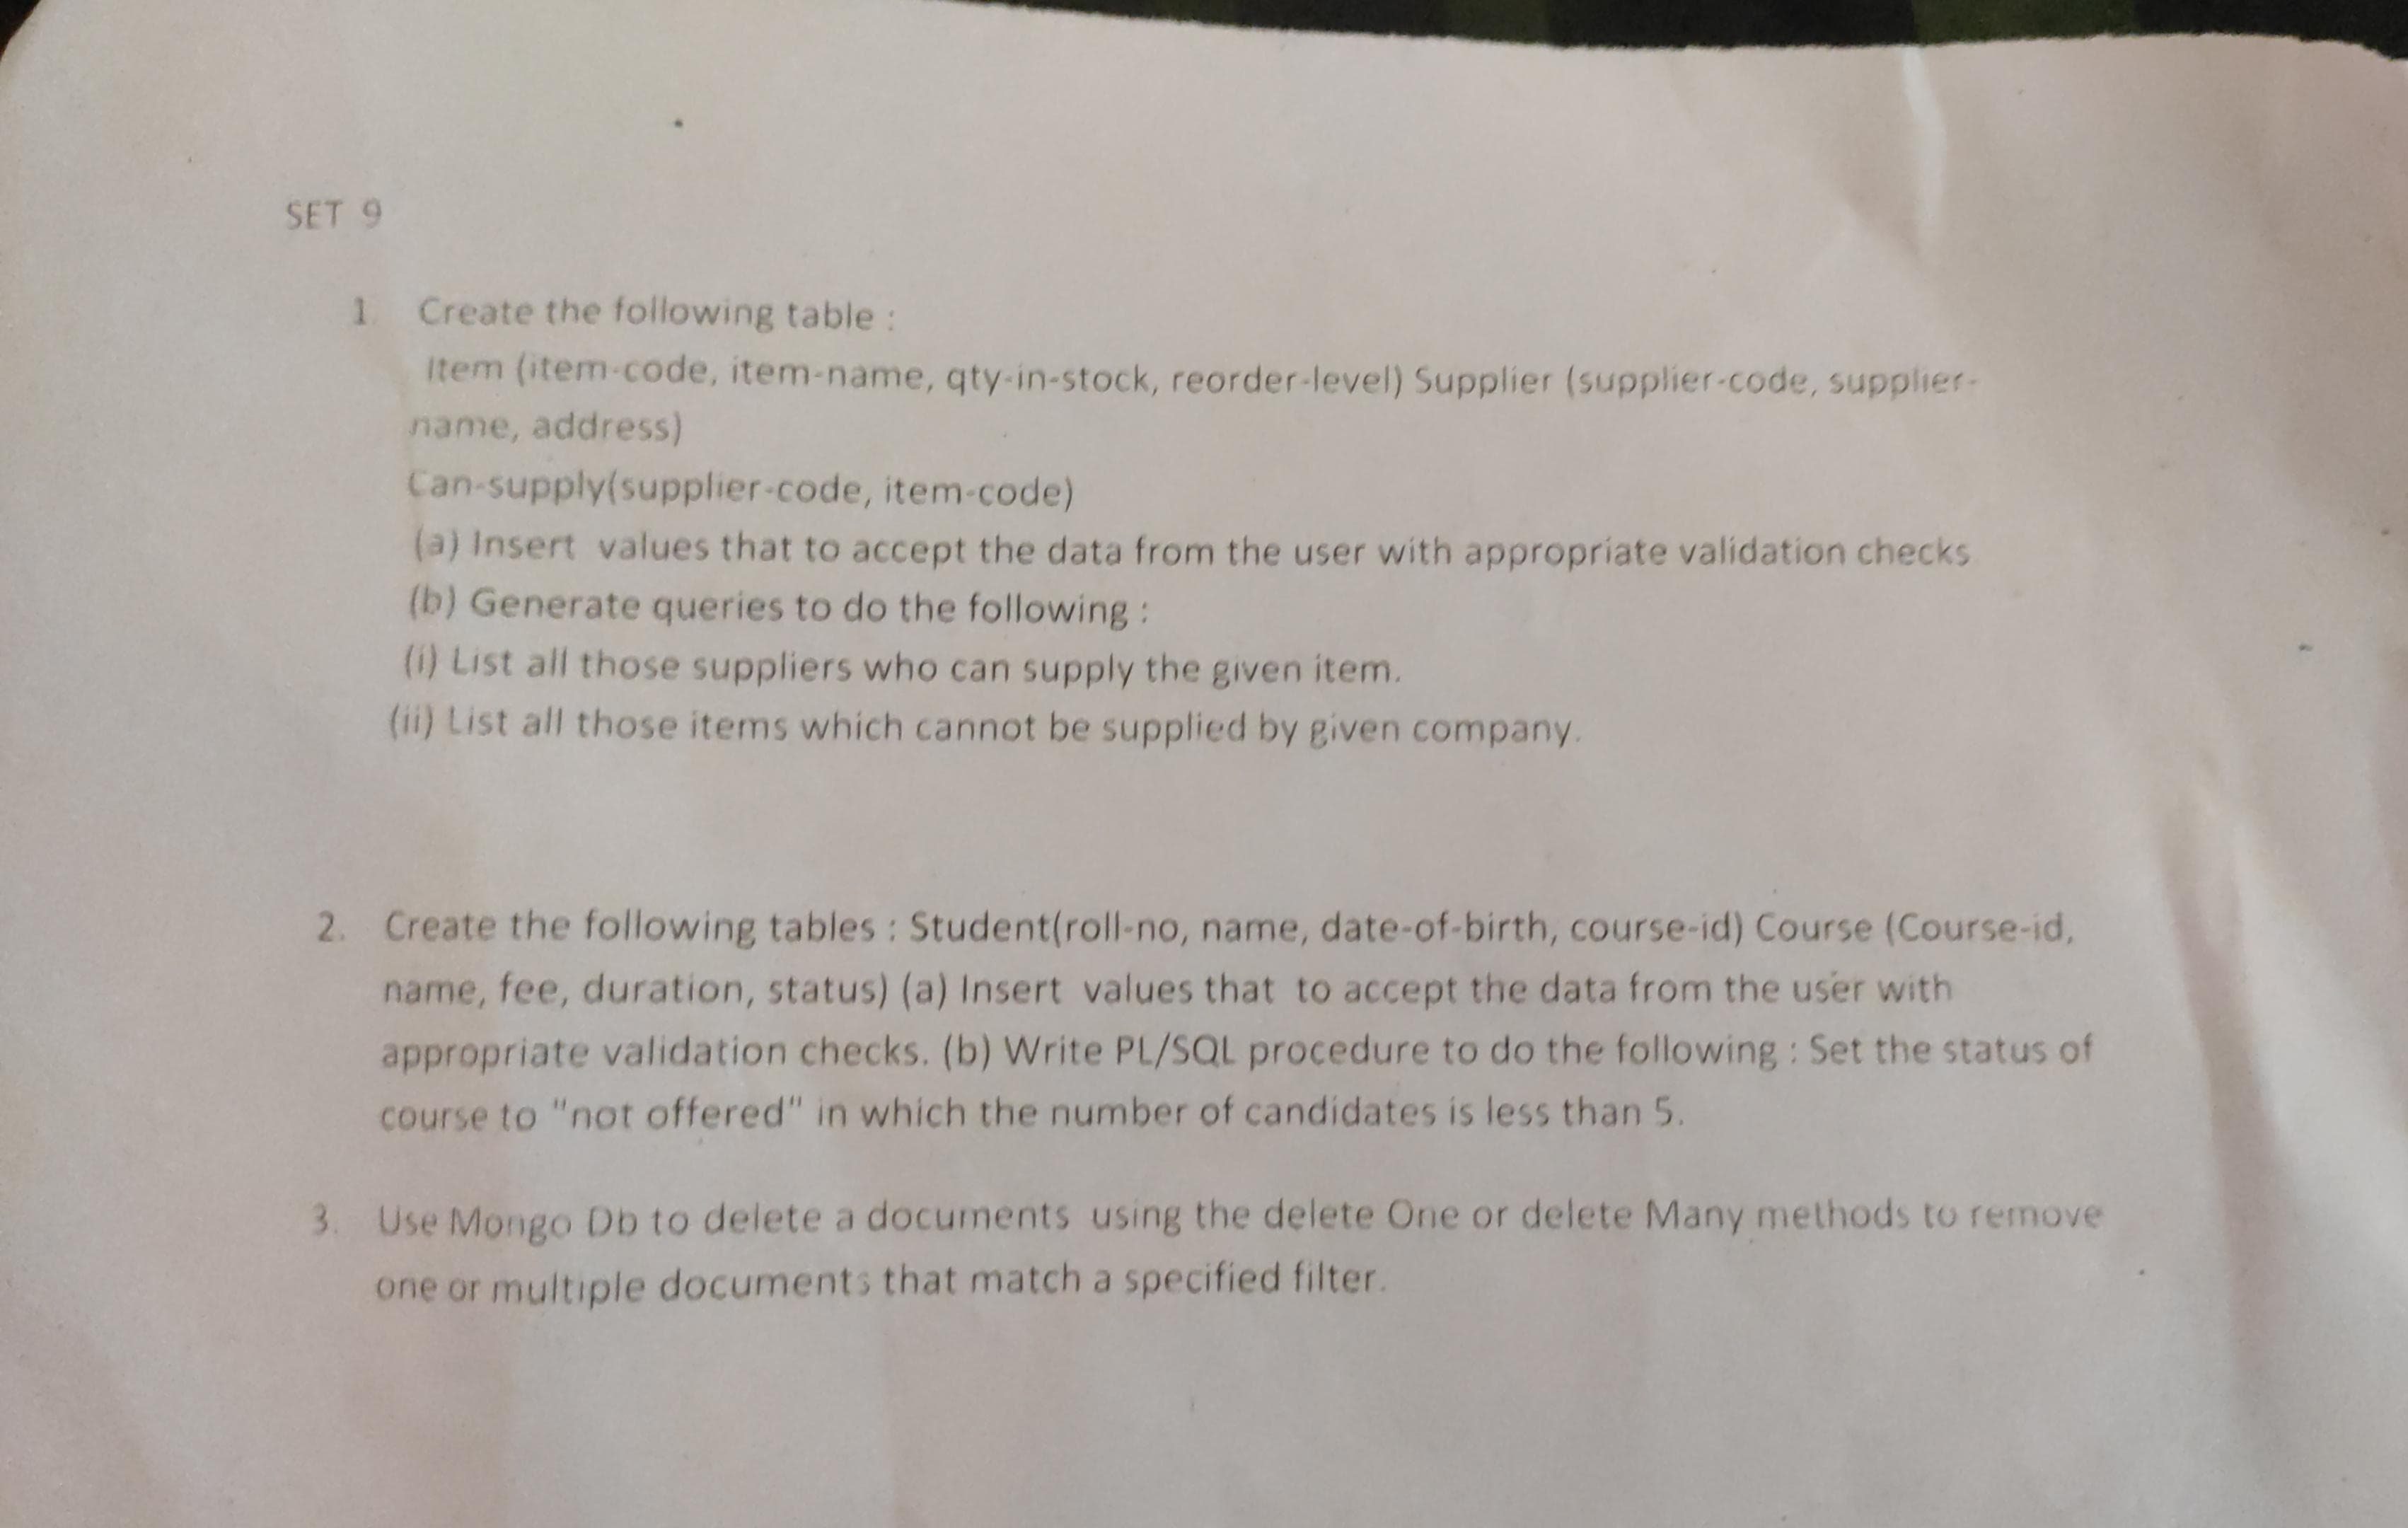 SET 9
1. Create the following table :
Item (item-code, item-name, qty-in-stock, reorder-level) Supplier (supplier-code, supplier-
name, address)
Can-supply(supplier-code, item-code)
(a) Insert values that to accept the data from the user with appropriate validation checks
(b) Generate queries to do the following :
(i) List all those suppliers who can supply the given item.
(ii) List all those items which cannot be supplied by given company.
2. Create the following tables : Student(roll-no, name, date-of-birth, course-id) Course (Course-id,
name, fee, duration, status) (a) Insert values that to accept the data from the user with
appropriate validation checks. (b) Write PL/SQL procedure to do the following : Set the status of
course to "not offered" in which the number of candidates is less than 5.
3. Use Mongo Db to delete a documents using the delete One or delete Many methods to remove
one or multiple documents that match a specified filter.